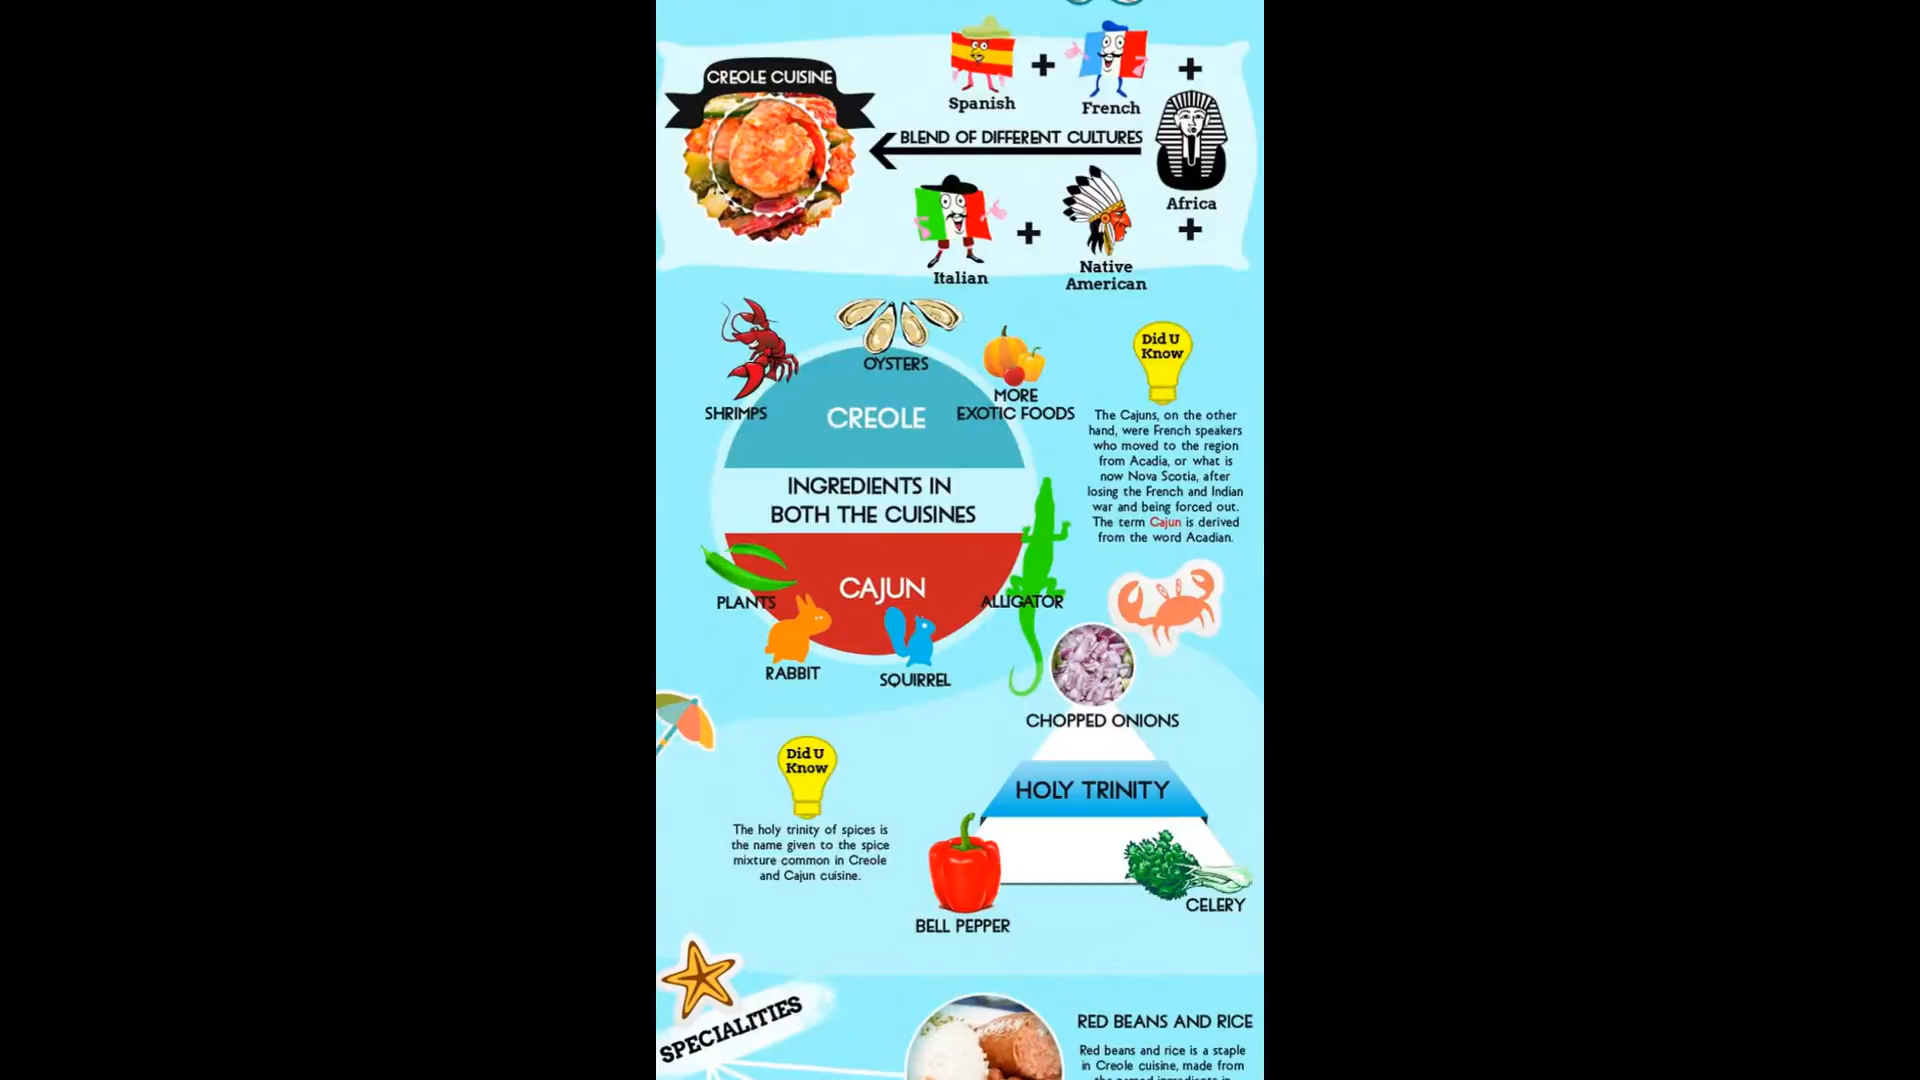 CREOLE CUISINE
Spanish
French
BLEND OF DIFFERENT CULTURES
Africa
Italian
Native
American
SHRIMPS
OYSTERS
MORE
EXOTIC FOODS
CREOLE
INGREDIENTS IN
BOTH THE CUISINES
CAJUN
PLANTS
RABBIT
SQUIRREL
ALLIGATOR
Did U
Know
The Cajuns, on the other
hand, were French speakers
who moved to the region
from Acadia, or what is
now Nova Scotia, after
losing the French and Indian
war and being forced out.
The term Cajun is derived
from the word Acadian.
CHOPPED ONIONS
HOLY TRINITY
BELL PEPPER
CELERY
Did U
Know
The holy trinity of spices is
the name given to the spice
mixture common in Creole
and Cajun cuisine.
SPECIALITIES
RED BEANS AND RICE
Red beans and rice is a staple
in Creole cuisine, made from
the named ingredients in